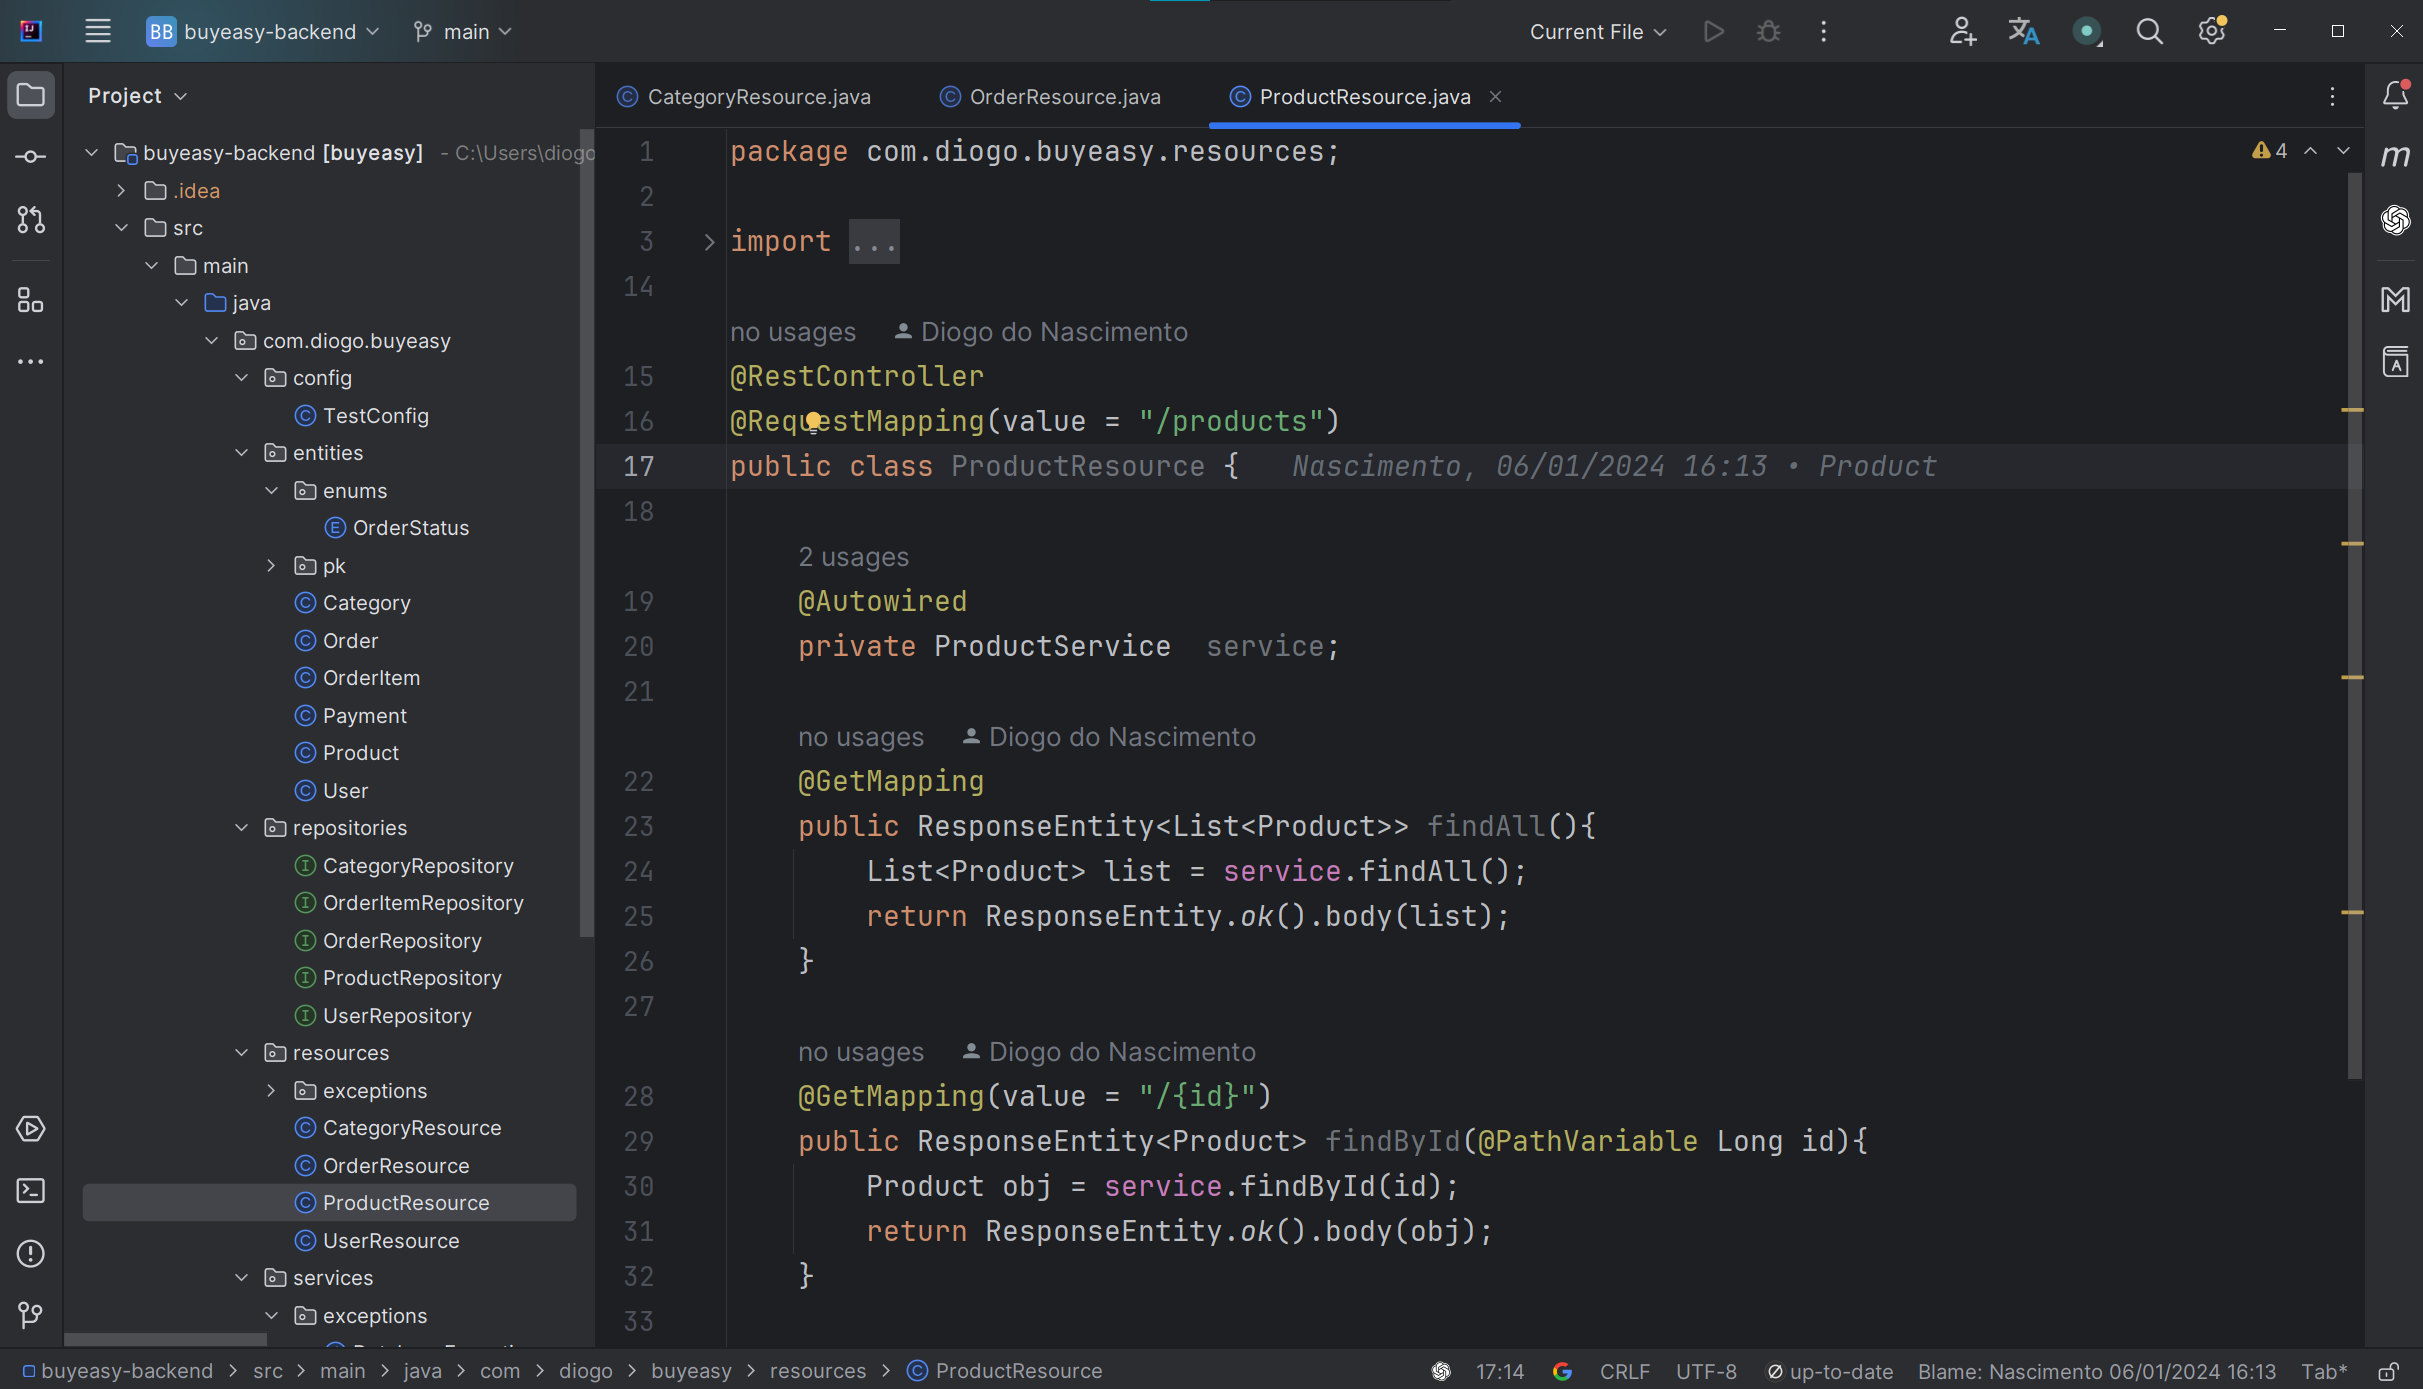 BB buyeasy-backend
main
Current File
Project
CategoryResource.java
OrderResource.java
ProductResource.java
buyeasy-backend [buyeasy] - C:\Users\diogo
.idea
src
main
java
com.diogo.buyeasy
config
TestConfig
entities
enums
OrderStatus
pk
Category
Order
OrderItem
Payment
Product
User
repositories
CategoryRepository
OrderItemRepository
OrderRepository
ProductRepository
UserRepository
resources
exceptions
CategoryResource
OrderResource
ProductResource
UserResource
services
exceptions
4
1 package com.diogo.buyeasy.resources;
2
3 import ...
14
no usages Diogo do Nascimento
15 @RestController
16 @RequestMapping(value = "/products")
17 public class ProductResource { Nascimento, 06/01/2024 16:13 • Product
18
2 usages
19 @Autowired
20 private ProductService service;
21
no usages Diogo do Nascimento
22 @GetMapping
23 public ResponseEntity<List<Product>> findAll(){
24 List<Product> list = service.findAll();
25 return ResponseEntity.ok().body(list);
26 }
27
no usages Diogo do Nascimento
28 @GetMapping(value = "/{id}")
29 public ResponseEntity<Product> findById(@PathVariable Long id){
30 Product obj = service.findById(id);
31 return ResponseEntity.ok().body(obj);
32 }
33
buyeasy-backend > src > main > java > com > diogo > buyeasy > resources > ProductResource
17:14 CRLF UTF-8 up-to-date Blame: Nascimento 06/01/2024 16:13 Tab*